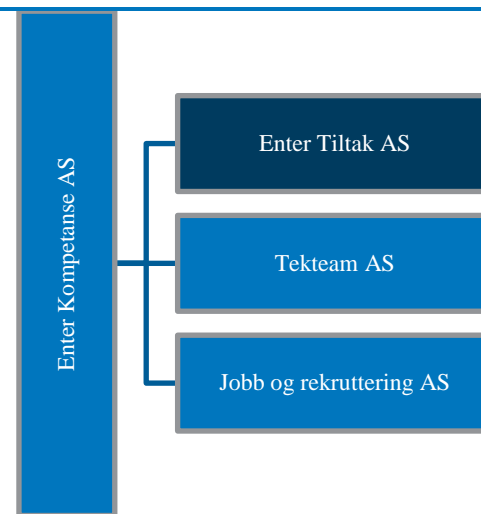 Enter Kompetanse AS
Enter Tiltak AS
Tekteam AS
Jobb og rekruttering AS